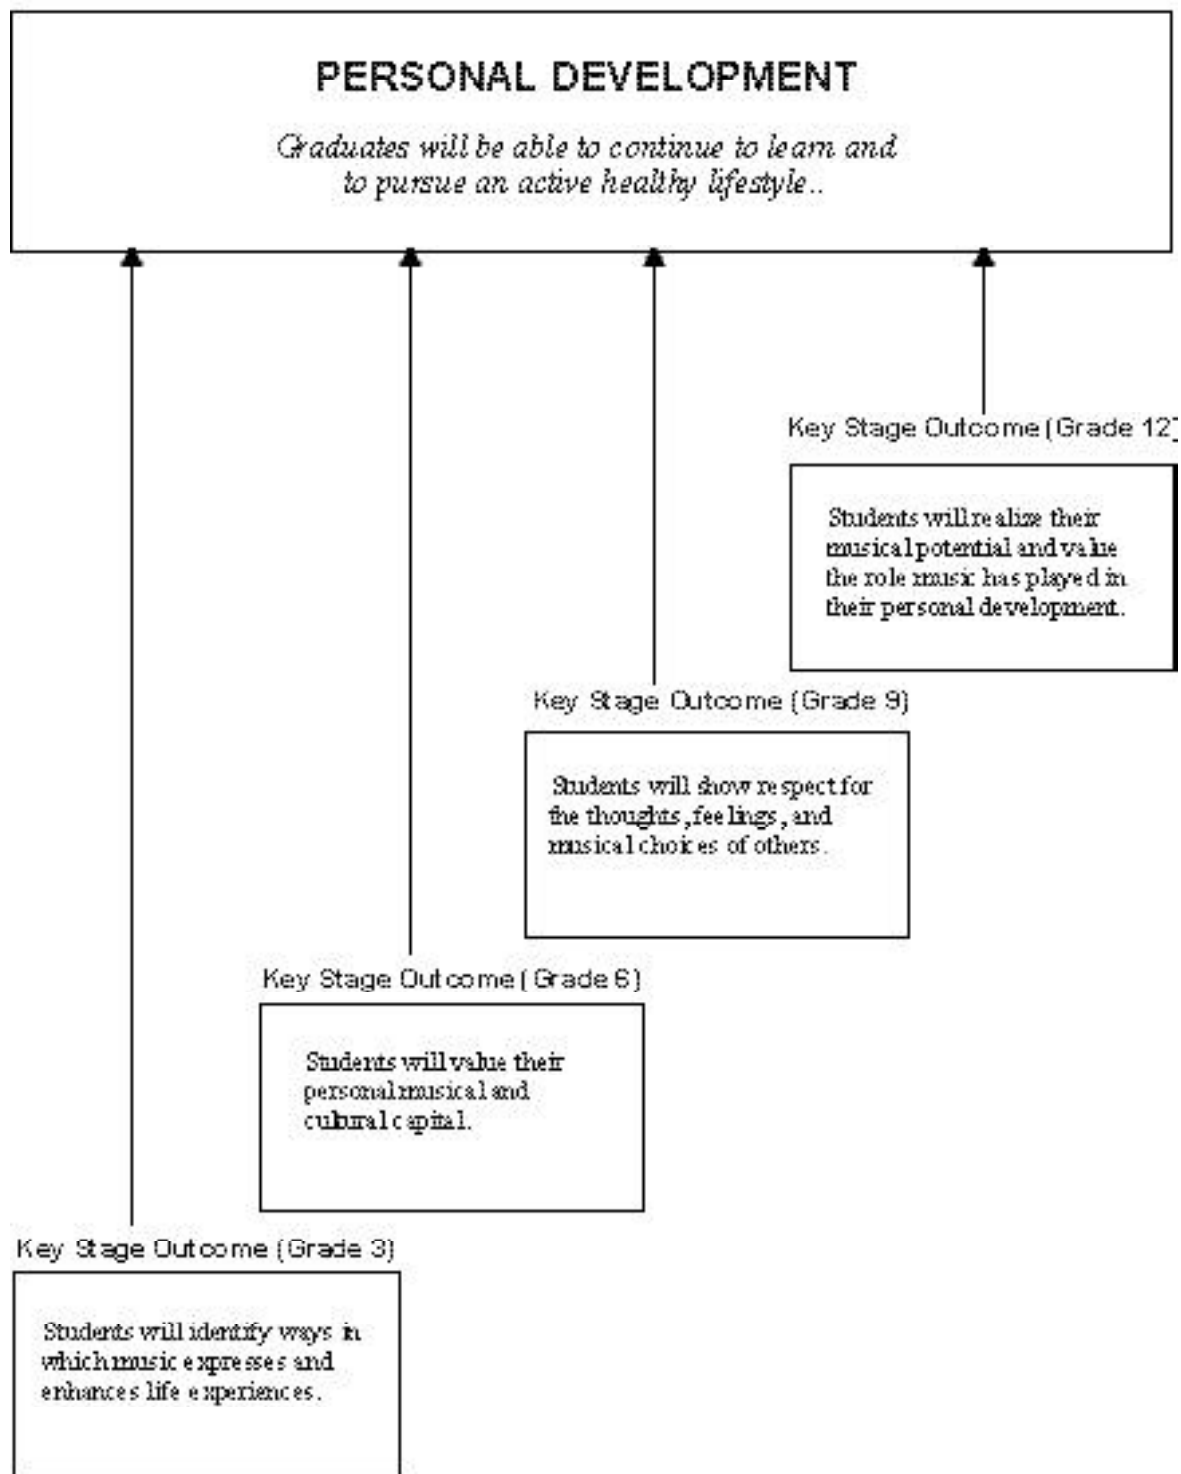 PERSONAL DEVELOPMENT
Graduates will be able to continue to learn and
to pursue an active healthy lifestyle..
Key Stage Outcome (Grade 12)
Students will realize their
musical potential and value
the role music has played in
their personal development.
Key Stage Outcome (Grade 9)
Students will show respect for
the thoughts, feelings, and
musical choices of others.
Key Stage Outcome (Grade 6)
Students will value their
personal musical and
cultural capital.
Key Stage Outcome (Grade 3)
Students will identify ways in
which music expresses and
enhances life experiences.